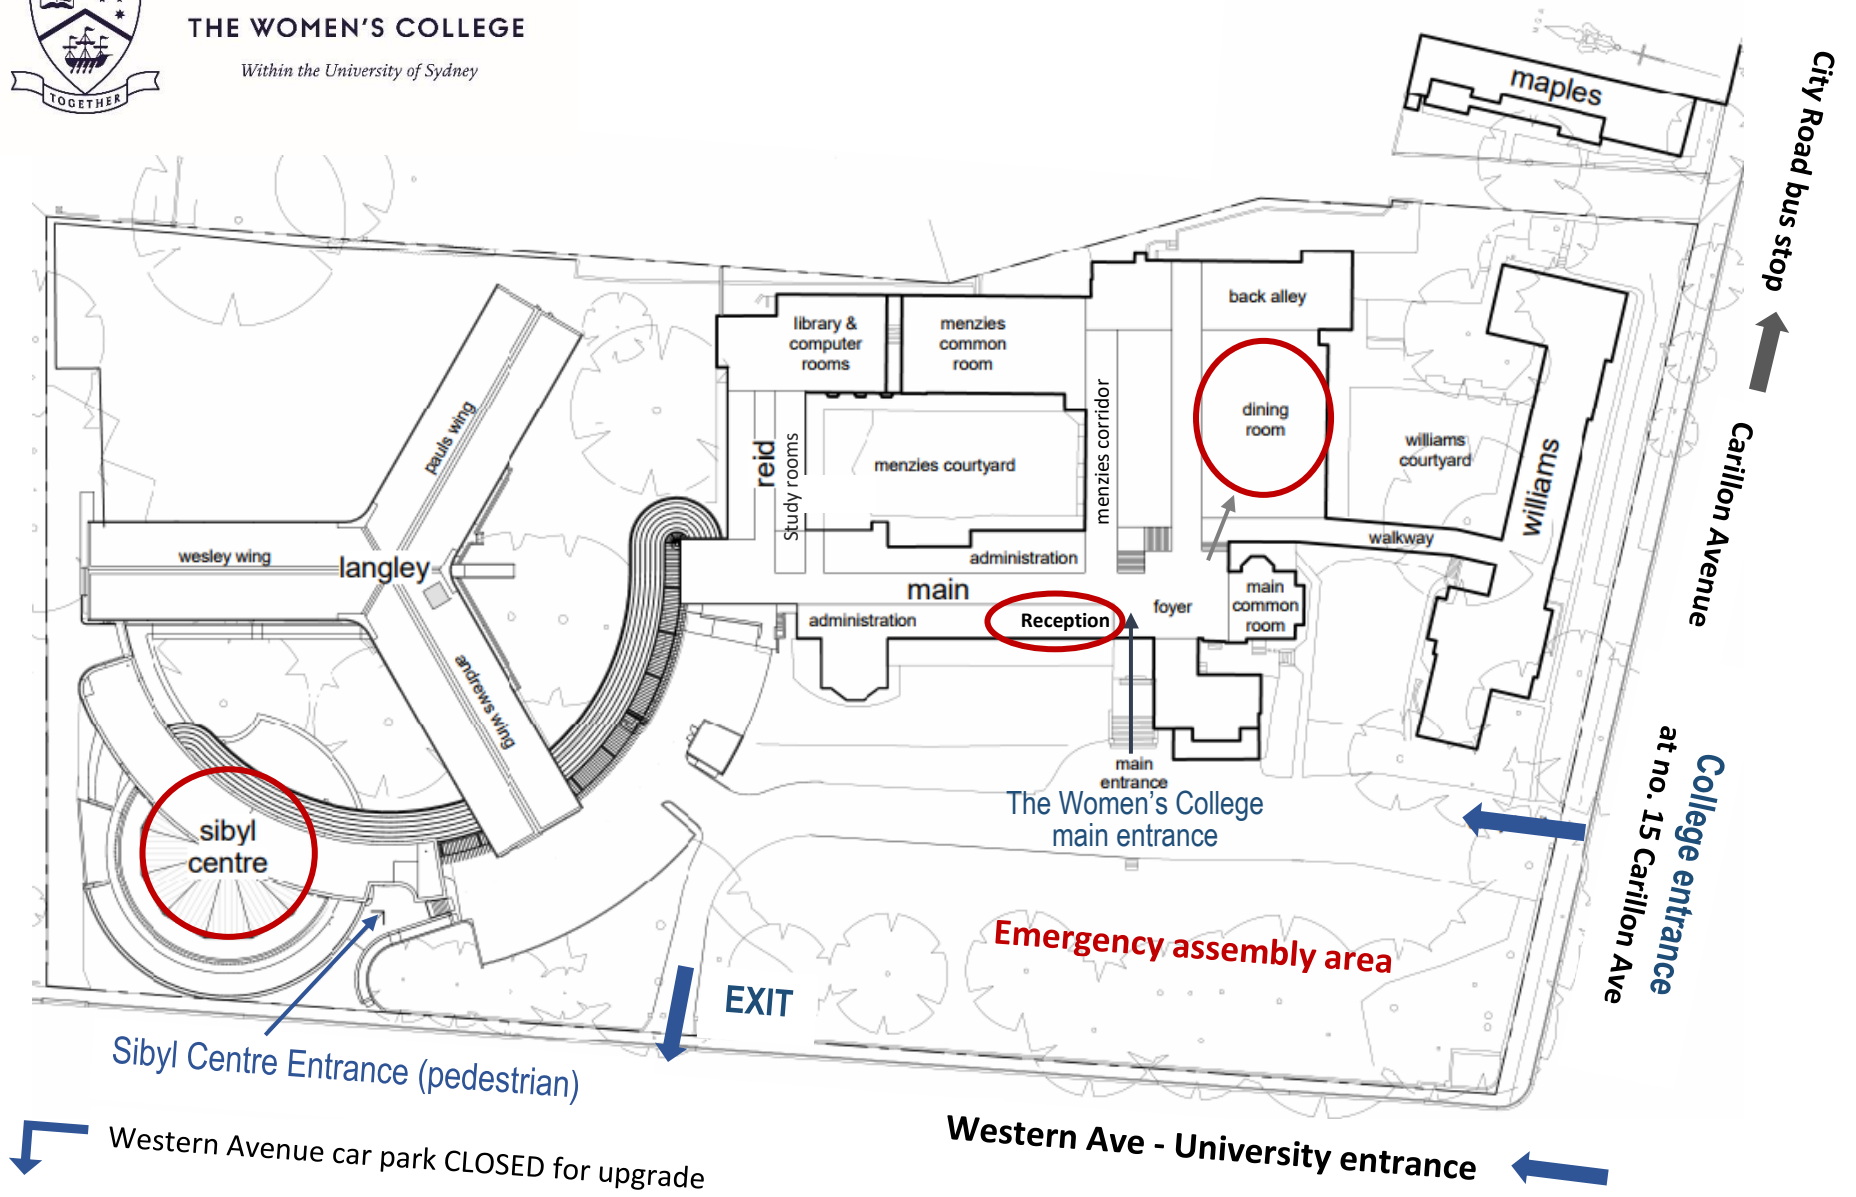 TOGETHER
THE WOMEN'S COLLEGE
Within the University of Sydney
maples
City Road bus stop
back alley
library &
computer
rooms
menzies
common
room
menzies corridor
dining
room
williams
courtyard
williams
Carillon Avenue
pauls wing
reid
Study rooms
menzies courtyard
walkway
wesley wing
langley
administration
main
main
common
room
foyer
administration
Reception
andrews wing
main
entrance
The Women's College
main entrance
College entrance
at no. 15 Carillon Ave
sibyl
centre
Emergency assembly area
EXIT
Sibyl Centre Entrance (pedestrian)
Western Avenue car park CLOSED for upgrade
Western Ave - University entrance